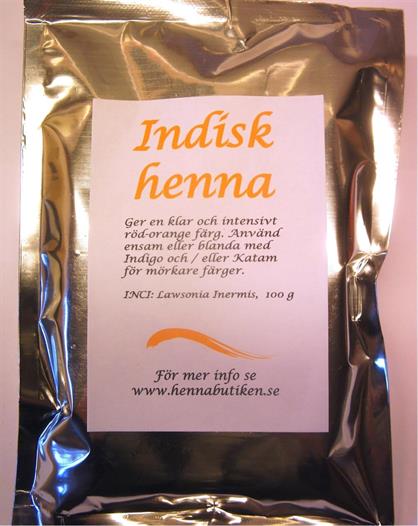 Indisk
henna
Ger en klar och intensivt
röd-orange färg. Använd
ensam eller blanda med
Indigo och / eller Katam
för mörkare färger.
INCI: Lawsonia Inermis, 100 g
För mer info se
www.hennabutiken.se